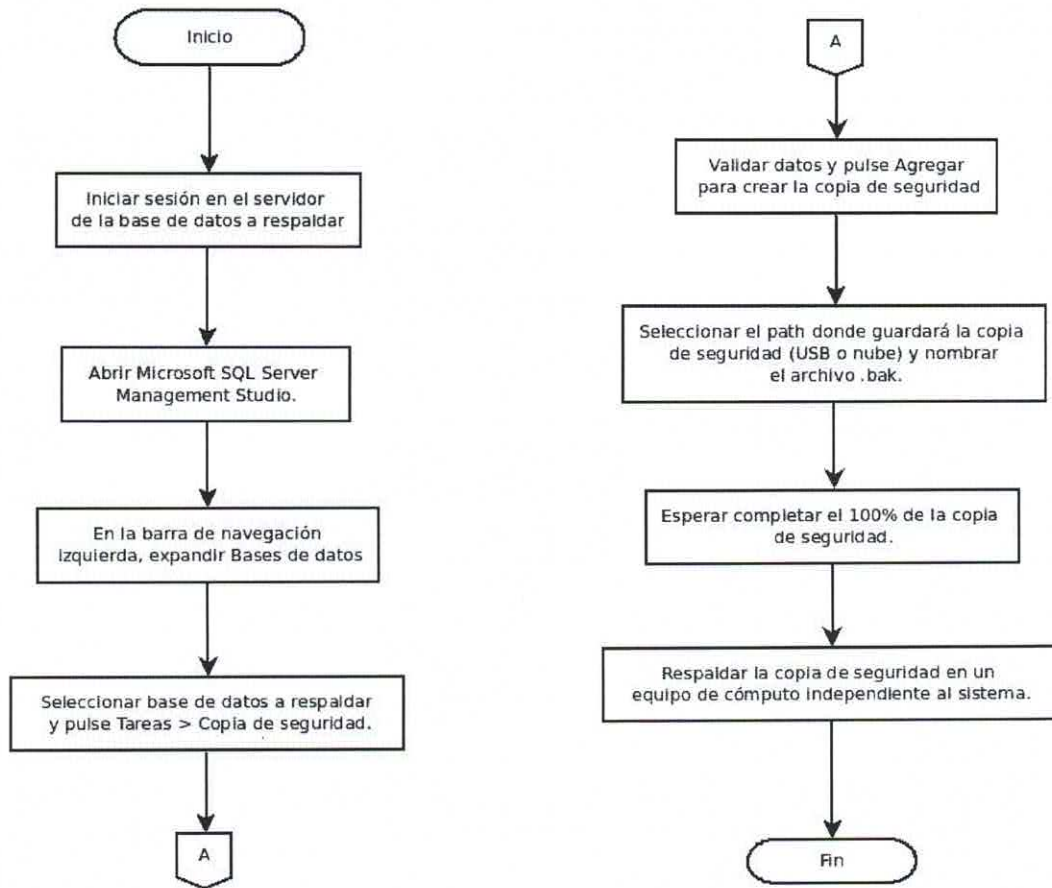 Inicio
Iniciar sesión en el servidor
de la base de datos a respaldar
Abrir Microsoft SQL Server
Management Studio.
En la barra de navegación
izquierda, expandir Bases de datos
Seleccionar base de datos a respaldar
y pulse Tareas > Copia de seguridad.
A
A
Validar datos y pulse Agregar
para crear la copia de seguridad
Seleccionar el path donde guardará la copia
de seguridad (USB o nube) y nombrar
el archivo .bak.
Esperar completar el 100% de la copia
de seguridad.
Respaldar la copia de seguridad en un
equipo de cómputo independiente al sistema.
Fin